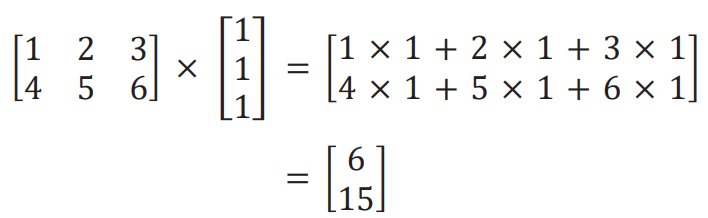 [1 2 3
4 5 6] × [1
1
1] = [1 × 1 + 2 × 1 + 3 × 1
4 × 1 + 5 × 1 + 6 × 1]
= [6
15]